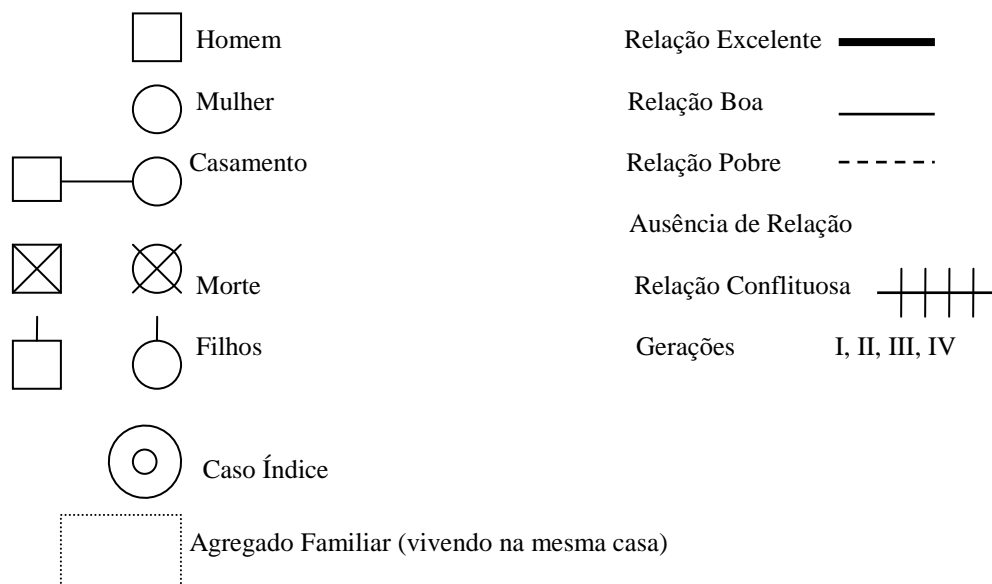 Homem
Mulher
Casamento
Morte
Filhos
Caso Índice
Agregado Familiar (vivendo na mesma casa)
Relação Excelente
Relação Boa
Relação Pobre
Ausência de Relação
Relação Conflituosa
Gerações I, II, III, IV